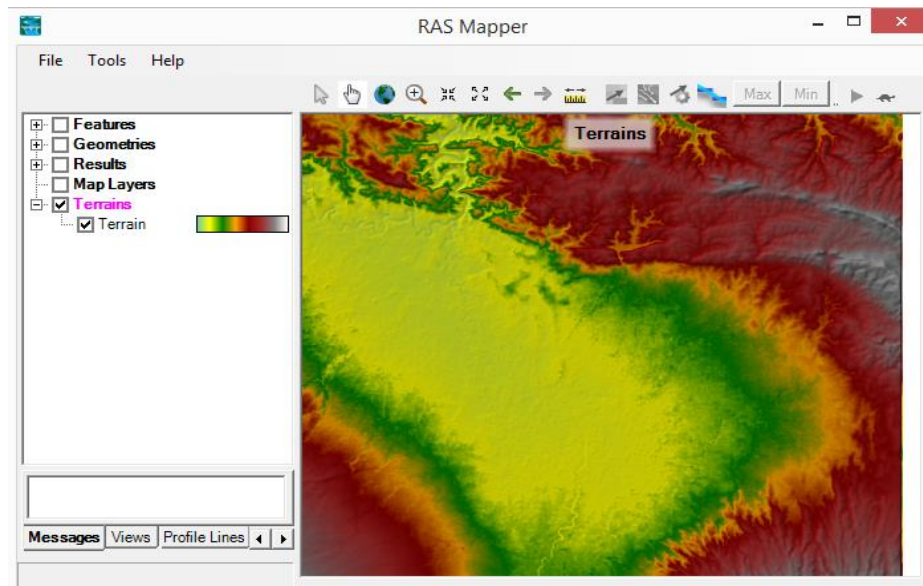 RAS Mapper
File Tools Help
Max Min ..
Features
Geometries
Results
Map Layers
Terrains
Terrain
Terrains
Messages Views Profile Lines